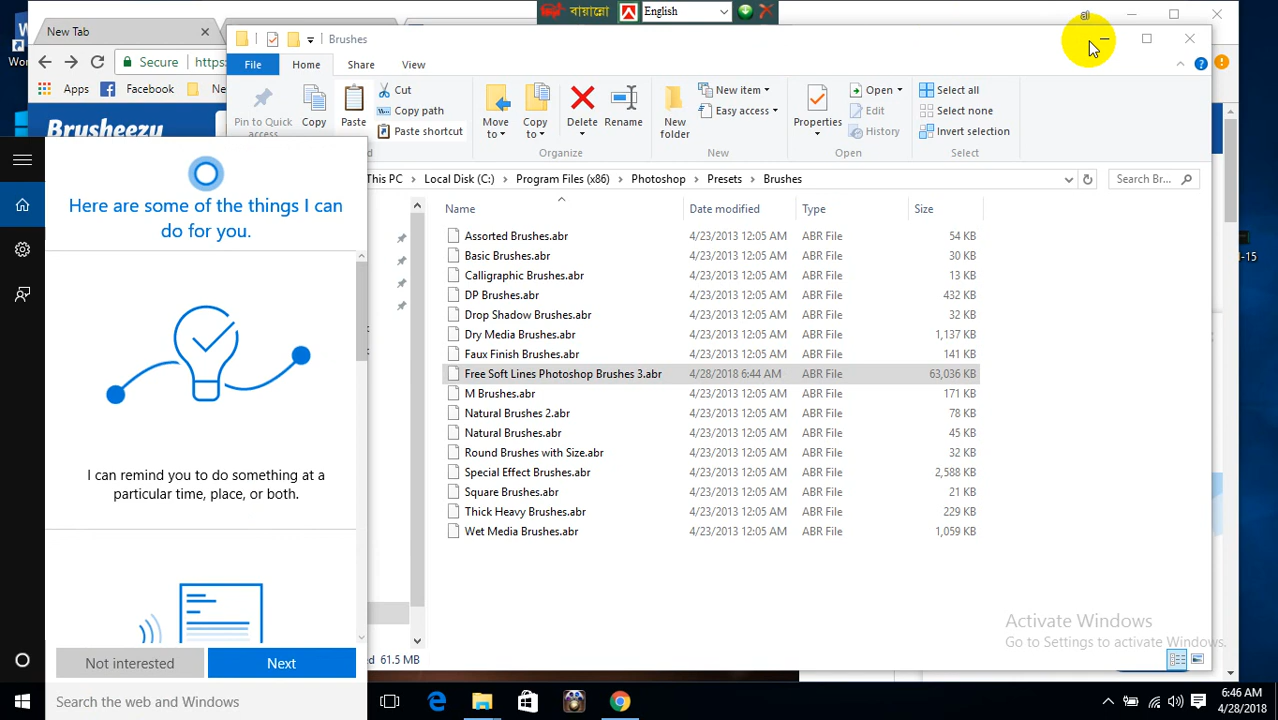 বায়ান্নো English
al
New Tab
Brushes
Secure https:
File Home Share View
Apps Facebook Ne
Brusheezy
Pin to Quick access Copy Paste Cut Copy path Paste shortcut
Move to Copy to Delete Rename New folder New item Easy access
Properties Open Edit History Select all Select none Invert selection
d Organize New Open Select
This PC Local Disk (C:) Program Files (x86) Photoshop Presets Brushes Search Br...
Name Date modified Type Size
Assorted Brushes.abr 4/23/2013 12:05 AM ABR File 54 KB
Basic Brushes.abr 4/23/2013 12:05 AM ABR File 30 KB
Calligraphic Brushes.abr 4/23/2013 12:05 AM ABR File 13 KB
DP Brushes.abr 4/23/2013 12:05 AM ABR File 432 KB
Drop Shadow Brushes.abr 4/23/2013 12:05 AM ABR File 32 KB
Dry Media Brushes.abr 4/23/2013 12:05 AM ABR File 1,137 KB
Faux Finish Brushes.abr 4/23/2013 12:05 AM ABR File 141 KB
Free Soft Lines Photoshop Brushes 3.abr 4/28/2018 6:44 AM ABR File 63,036 KB
M Brushes.abr 4/23/2013 12:05 AM ABR File 171 KB
Natural Brushes 2.abr 4/23/2013 12:05 AM ABR File 78 KB
Natural Brushes.abr 4/23/2013 12:05 AM ABR File 45 KB
Round Brushes with Size.abr 4/23/2013 12:05 AM ABR File 32 KB
Special Effect Brushes.abr 4/23/2013 12:05 AM ABR File 2,588 KB
Square Brushes.abr 4/23/2013 12:05 AM ABR File 21 KB
Thick Heavy Brushes.abr 4/23/2013 12:05 AM ABR File 229 KB
Wet Media Brushes.abr 4/23/2013 12:05 AM ABR File 1,059 KB
d 61.5 MB
Here are some of the things I can
do for you.
I can remind you to do something at a
particular time, place, or both.
Not interested Next
Search the web and Windows
Wor
1-15
Activate Windows
Go to Settings to activate Windows.
6:46 AM
4/28/2018